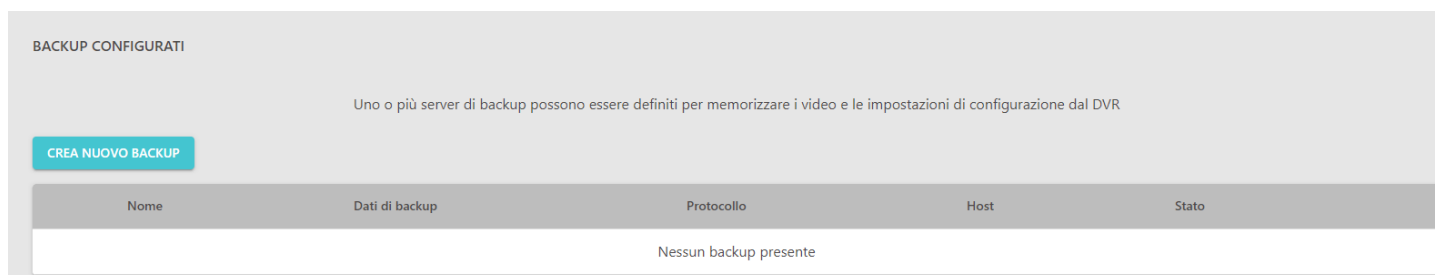 BACKUP CONFIGURATI
Uno o più server di backup possono essere definiti per memorizzare i video e le impostazioni di configurazione dal DVR
CREA NUOVO BACKUP
Nome Dati di backup Protocollo Host Stato
Nessun backup presente